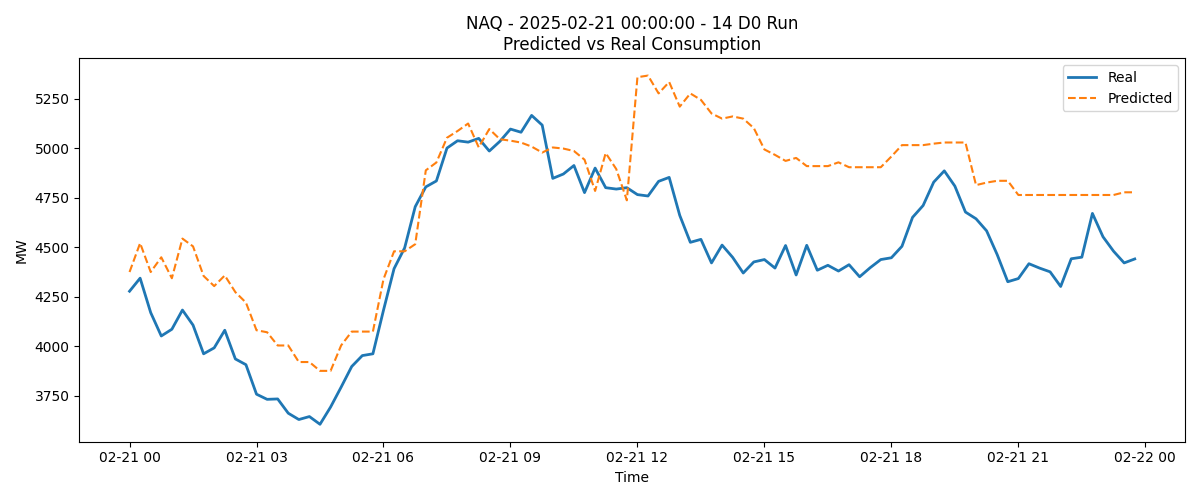 NAQ - 2025-02-21 00:00:00 - 14 D0 Run
Predicted vs Real Consumption
Real
Predicted
MW
5250
5000
4750
4500
4250
4000
3750
02-21 00
02-21 03
02-21 06
02-21 09
02-21 12
02-21 15
02-21 18
02-21 21
02-22 00
Time